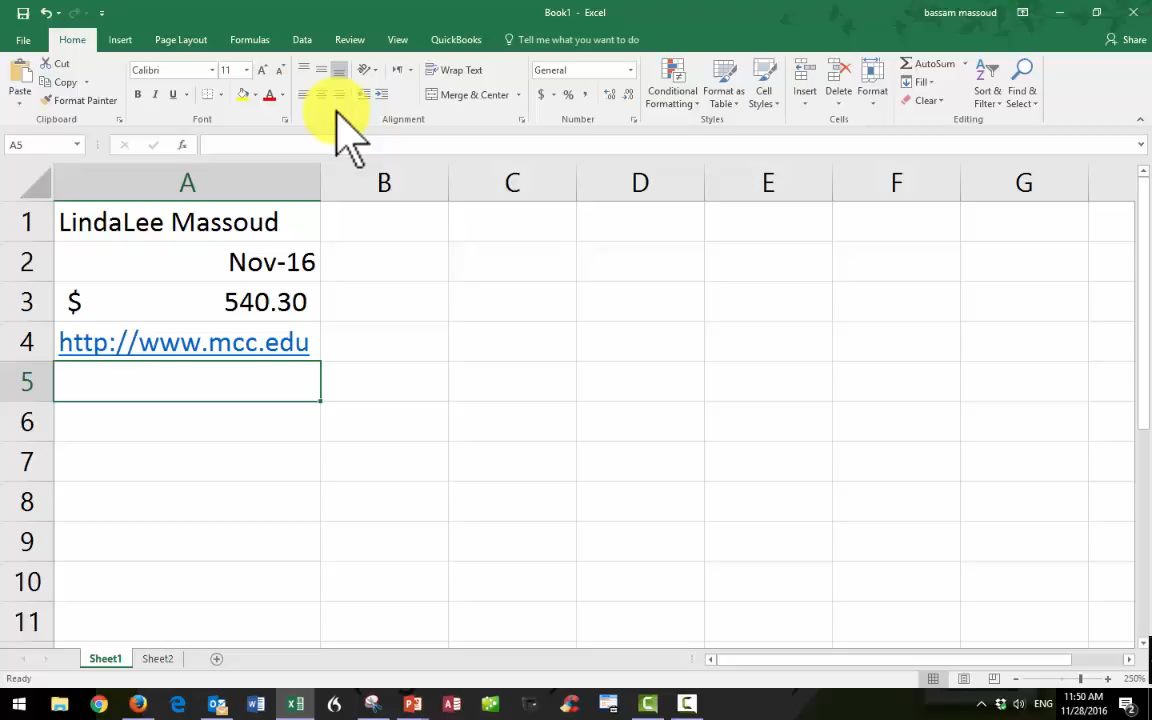 Book1 - Excel
bassam massoud
File Home Insert Page Layout Formulas Data Review View QuickBooks Tell me what you want to do Share
Paste Cut Copy Format Painter
Clipboard
Calibri 11
B I U A
Font
Wrap Text
Merge & Center
Alignment
General
$ % ,
Number
Conditional Formatting
Format as Table
Cell Styles
Styles
Insert Delete Format
Cells
AutoSum
Fill
Clear
Sort & Filter
Find & Select
Editing
A5 fx
A B C D E F G
1 LindaLee Massoud
2 Nov-16
3 $ 540.30
4 http://www.mcc.edu
5
6
7
8
9
10
11
Sheet1 Sheet2
Ready 250%
ENG 11:50 AM
11/28/2016 2